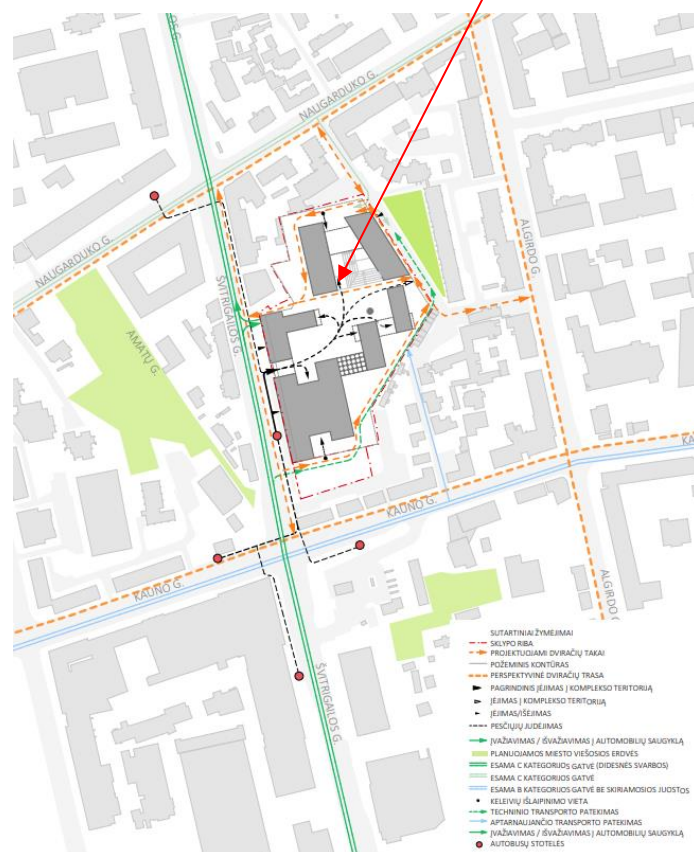 ŠVITRIGAILOS G.
NAUGARDUKO G.
ALGIRDO G.
NAUGARDUKO G.
ŠVITRIGAILOS G.
AMATŲ G.
KAUNO G.
KAUNO G.
ALGIRDO G.
ŠVITRIGAILOS G.
SUTARTINIAI ŽYMĖJIMAI
SKLYPO RIBA
PROJEKTUOJAMI DVIRAČIŲ TAKAI
POŽEMINIS KONTŪRAS
PERSPEKTYVINĖ DVIRAČIŲ TRASA
PAGRINDINIS ĮĖJIMAS Į KOMPLEKSO TERITORIJĄ
ĮĖJIMAS Į KOMPLEKSO TERITORIJĄ
ĮĖJIMAS/IŠĖJIMAS
PESČIŲJŲ JUDĖJIMAS
ĮVAŽIAVIMAS / IŠVAŽIAVIMAS Į AUTOMOBILIŲ SAUGYKLĄ
PLANUOJAMOS MIESTO VIEŠOSIOS EROVĖS
ESAMA C KATEGORIJOS GATVĖ (DIDESNĖS SVARBOS)
ESAMA C KATEGORIJOS GATVĖ
ESAMA B KATEGORIJOS GATVĖ BE SKIRIAMOSIOS JUOSTOS
KELEIVIŲ IŠLAIPINIMO VIETA
TECHNINIO TRANSPORTO PATEKIMAS
APTARNAUJANČIO TRANSPORTO PATEKIMAS
ĮVAŽIAVIMAS / IŠVAŽIAVIMAS Į AUTOMOBILIŲ SAUGYKLĄ
AUTOBUSŲ STOTELĖS